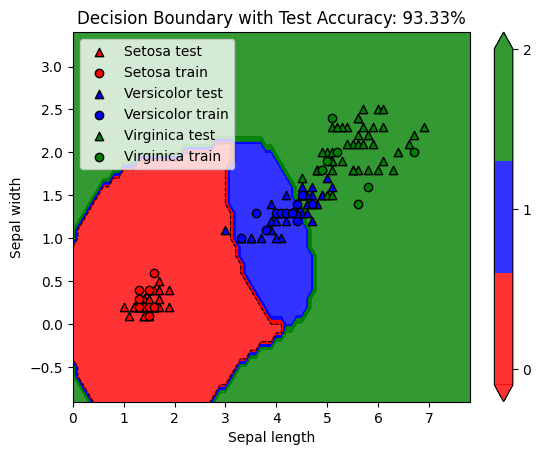 Decision Boundary with Test Accuracy: 93.33%
Setosa test
Setosa train
Versicolor test
Versicolor train
Virginica test
Virginica train
3.0
2.5
2.0
1.5
1.0
0.5
0.0
−0.5
Sepal width
0 1 2 3 4 5 6 7
Sepal length
2
1
0